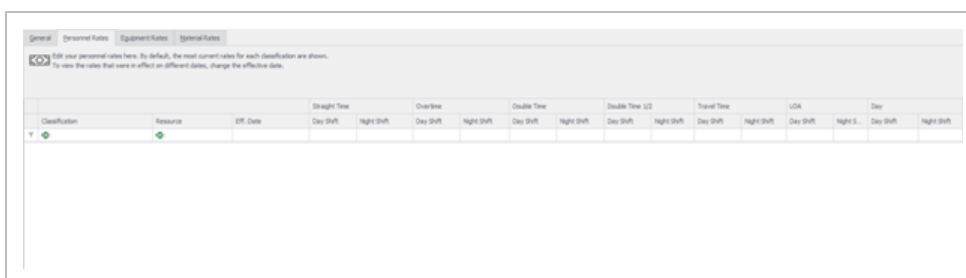 General Personnel Rates Equipment Rates Material Rates
Edit your personnel rates here. By default, the most current rates for each classification are shown.
To view the rates that were in effect on different dates, change the effective date.
Straight Time Overtime Double Time Double Time 1/2 Travel Time LOA Day
Classification Resource Eff. Date Day Shift Night Shift Day Shift Night Shift Day Shift Night Shift Day Shift Night Shift Day Shift Night Shift Day Shift Night S... Day Shift Night Shift